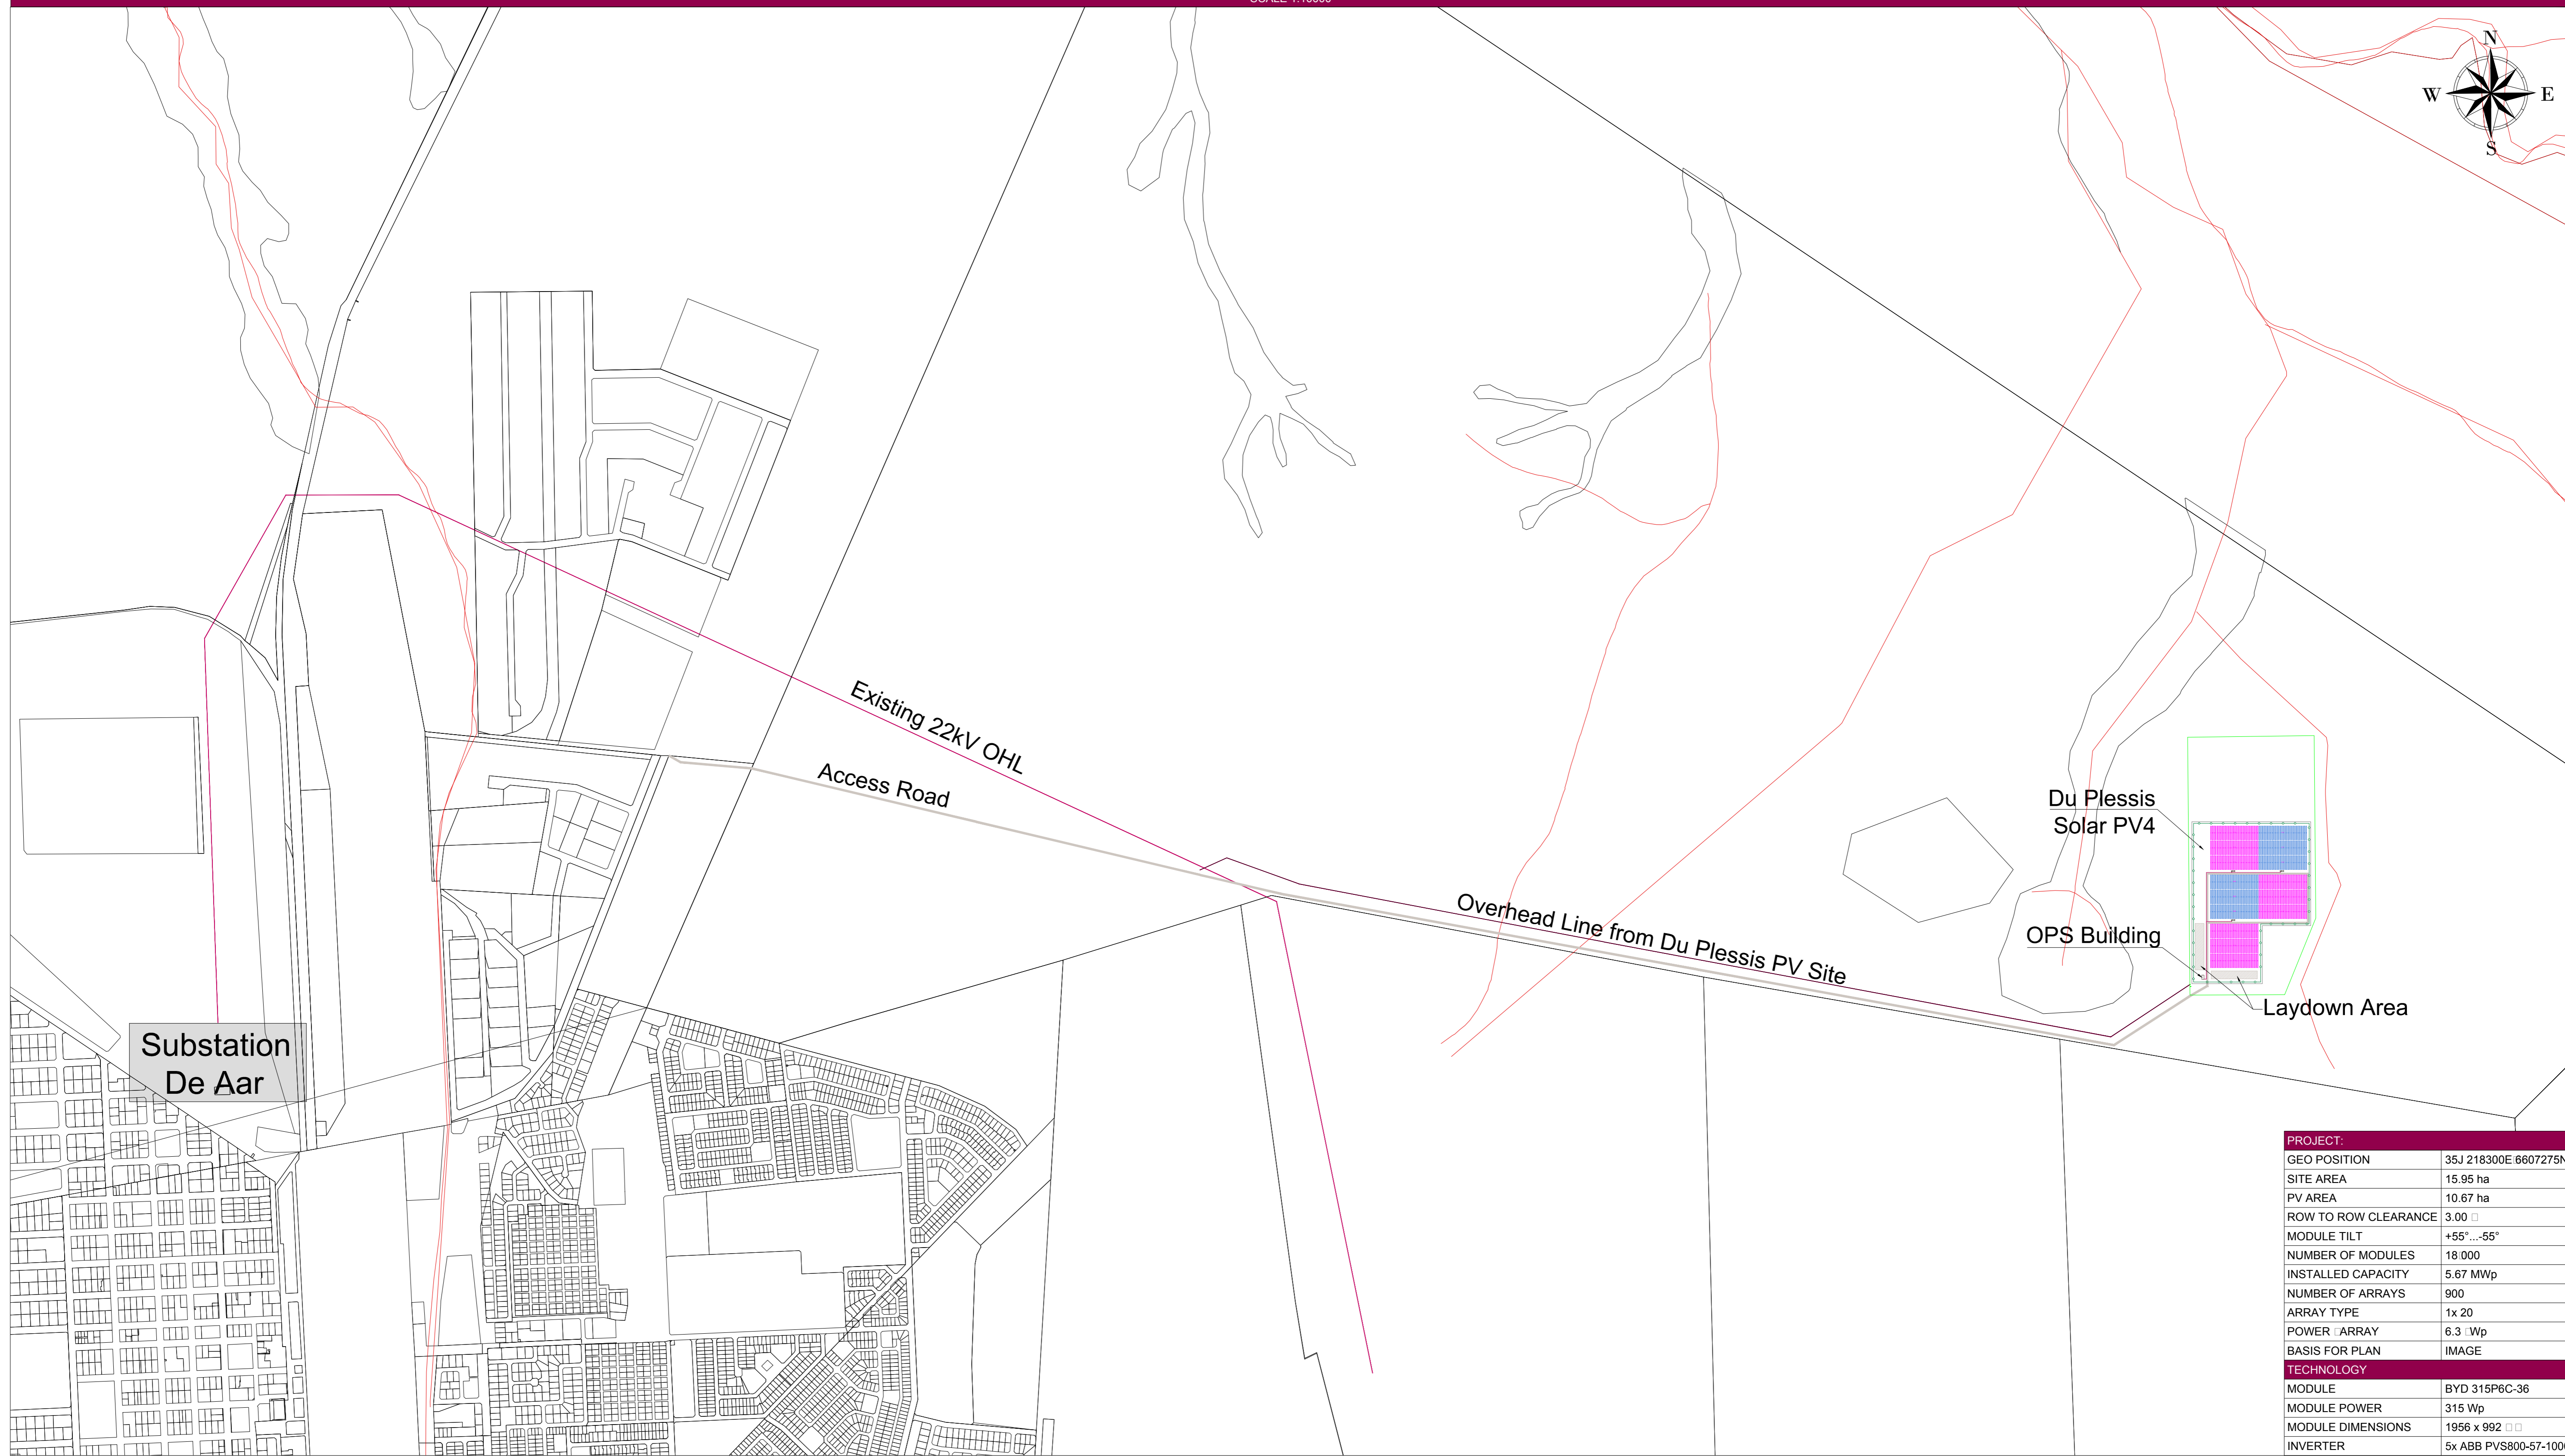 SCALE 1:10000
N
W E
S
Existing 22kV OHL
Access Road
Overhead Line from Du Plessis PV Site
Du Plessis
Solar PV4
OPS Building
Laydown Area
Substation
De Aar
PROJECT:
GEO POSITION 35J 218300E 6607275N
SITE AREA 15.95 ha
PV AREA 10.67 ha
ROW TO ROW CLEARANCE 3.00 □
MODULE TILT +55°...-55°
NUMBER OF MODULES 18 000
INSTALLED CAPACITY 5.67 MWp
NUMBER OF ARRAYS 900
ARRAY TYPE 1x 20
POWER □ARRAY 6.3 □Wp
BASIS FOR PLAN IMAGE
TECHNOLOGY
MODULE BYD 315P6C-36
MODULE POWER 315 Wp
MODULE DIMENSIONS 1956 x 992 □□
INVERTER 5x ABB PVS800-57-100